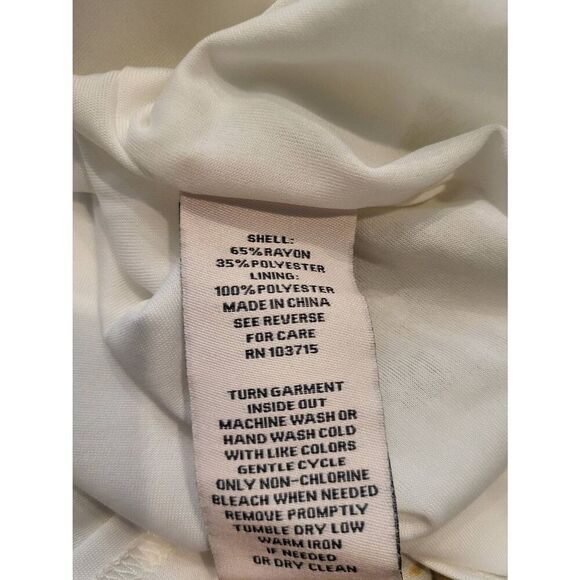 SHELL:
65% RAYON
35% POLYESTER
LINING:
100% POLYESTER
MADE IN CHINA
SEE REVERSE
FOR CARE
RN 103715
TURN GARMENT
INSIDE OUT
MACHINE WASH OR
HAND WASH COLD
WITH LIKE COLORS
GENTLE CYCLE
ONLY NON-CHLORINE
BLEACH WHEN NEEDED
REMOVE PROMPTLY
TUMBLE DRY LOW
WARM IRON
IF NEEDED
OR DRY CLEAN